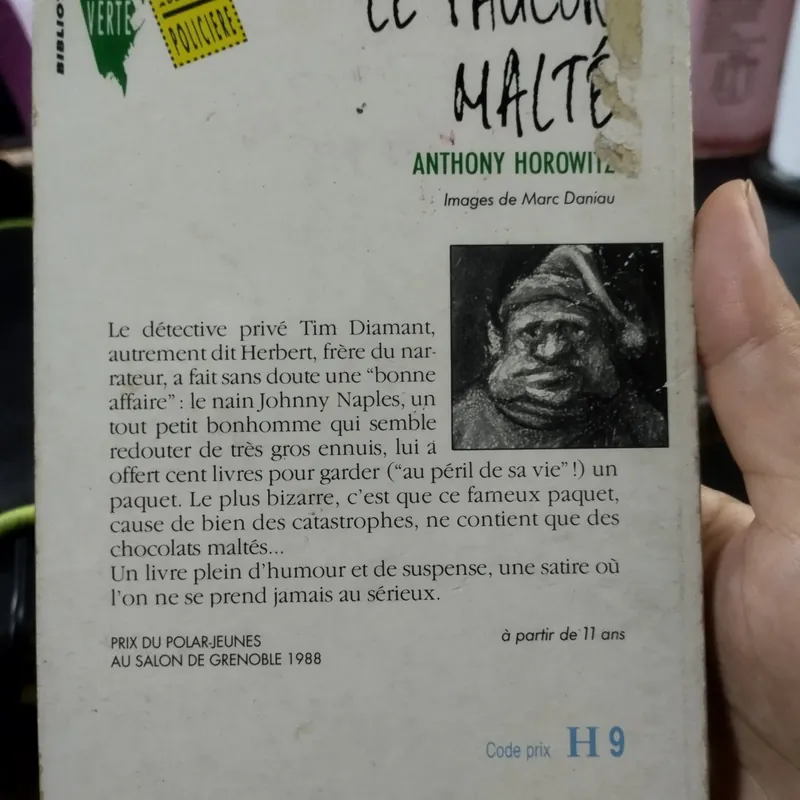 VERTE
POLICIÈRE
LE FAUCON
MALTÉ
ANTHONY HOROWITZ
Images de Marc Daniau
Le détective privé Tim Diamant,
autrement dit Herbert, frère du nar-
rateur, a fait sans doute une “bonne
affaire” : le nain Johnny Naples, un
tout petit bonhomme qui semble
redouter de très gros ennuis, lui a
offert cent livres pour garder (“au péril de sa vie” !) un
paquet. Le plus bizarre, c’est que ce fameux paquet,
cause de bien des catastrophes, ne contient que des
chocolats maltés...
Un livre plein d’humour et de suspense, une satire où
l’on ne se prend jamais au sérieux.
PRIX DU POLAR-JEUNES
AU SALON DE GRENOBLE 1988
à partir de 11 ans
Code prix H 9